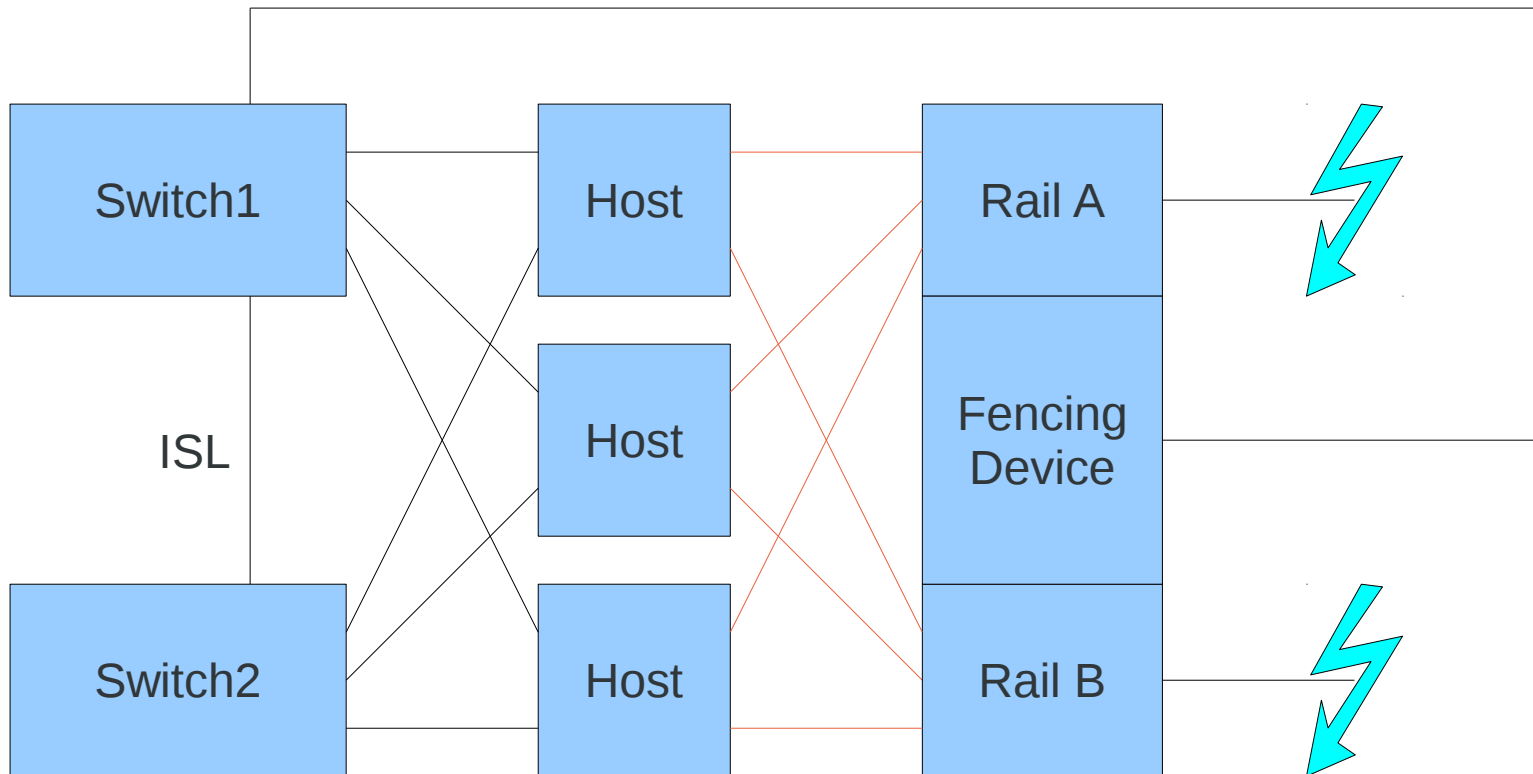 Switch1
Host
Rail A
Host
Fencing
Device
ISL
Switch2
Host
Rail B